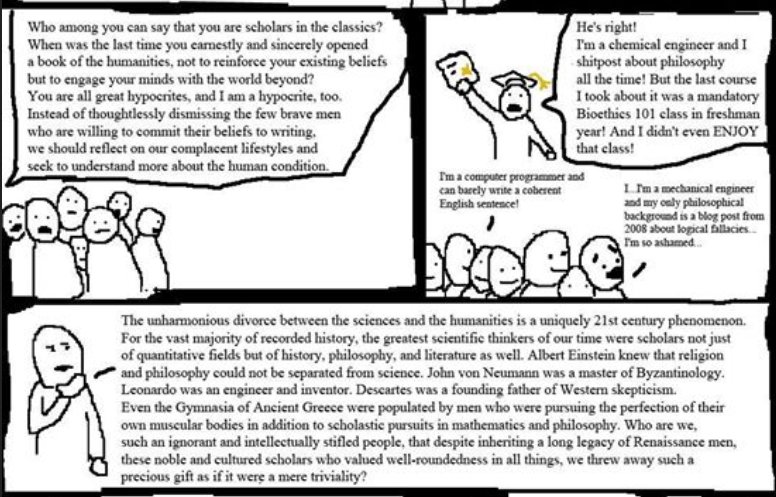 Who among you can say that you are scholars in the classics?
When was the last time you earnestly and sincerely opened
a book of the humanities, not to reinforce your existing beliefs
but to engage your minds with the world beyond?
You are all great hypocrites, and I am a hypocrite, too.
Instead of thoughtlessly dismissing the few brave men
who are willing to commit their beliefs to writing,
we should reflect on our complacent lifestyles and
seek to understand more about the human condition.
He's right!
I'm a chemical engineer and I
shitpost about philosophy
all the time! But the last course
I took about it was a mandatory
Bioethics 101 class in freshman
year! And I didn't even ENJOY
that class!
I'm a computer programmer and
can barely write a coherent
English sentence!
I...I'm a mechanical engineer
and my only philosophical
background is a blog post from
2008 about logical fallacies...
I'm so ashamed...
The unharmonious divorce between the sciences and the humanities is a uniquely 21st century phenomenon.
For the vast majority of recorded history, the greatest scientific thinkers of our time were scholars not just
of quantitative fields but of history, philosophy, and literature as well. Albert Einstein knew that religion
and philosophy could not be separated from science. John von Neumann was a master of Byzantinology.
Leonardo was an engineer and inventor. Descartes was a founding father of Western skepticism.
Even the Gymnasia of Ancient Greece were populated by men who were pursuing the perfection of their
own muscular bodies in addition to scholastic pursuits in mathematics and philosophy. Who are we,
such an ignorant and intellectually stifled people, that despite inheriting a long legacy of Renaissance men,
these noble and cultured scholars who valued well-roundedness in all things, we threw away such a
precious gift as if it were a mere triviality?